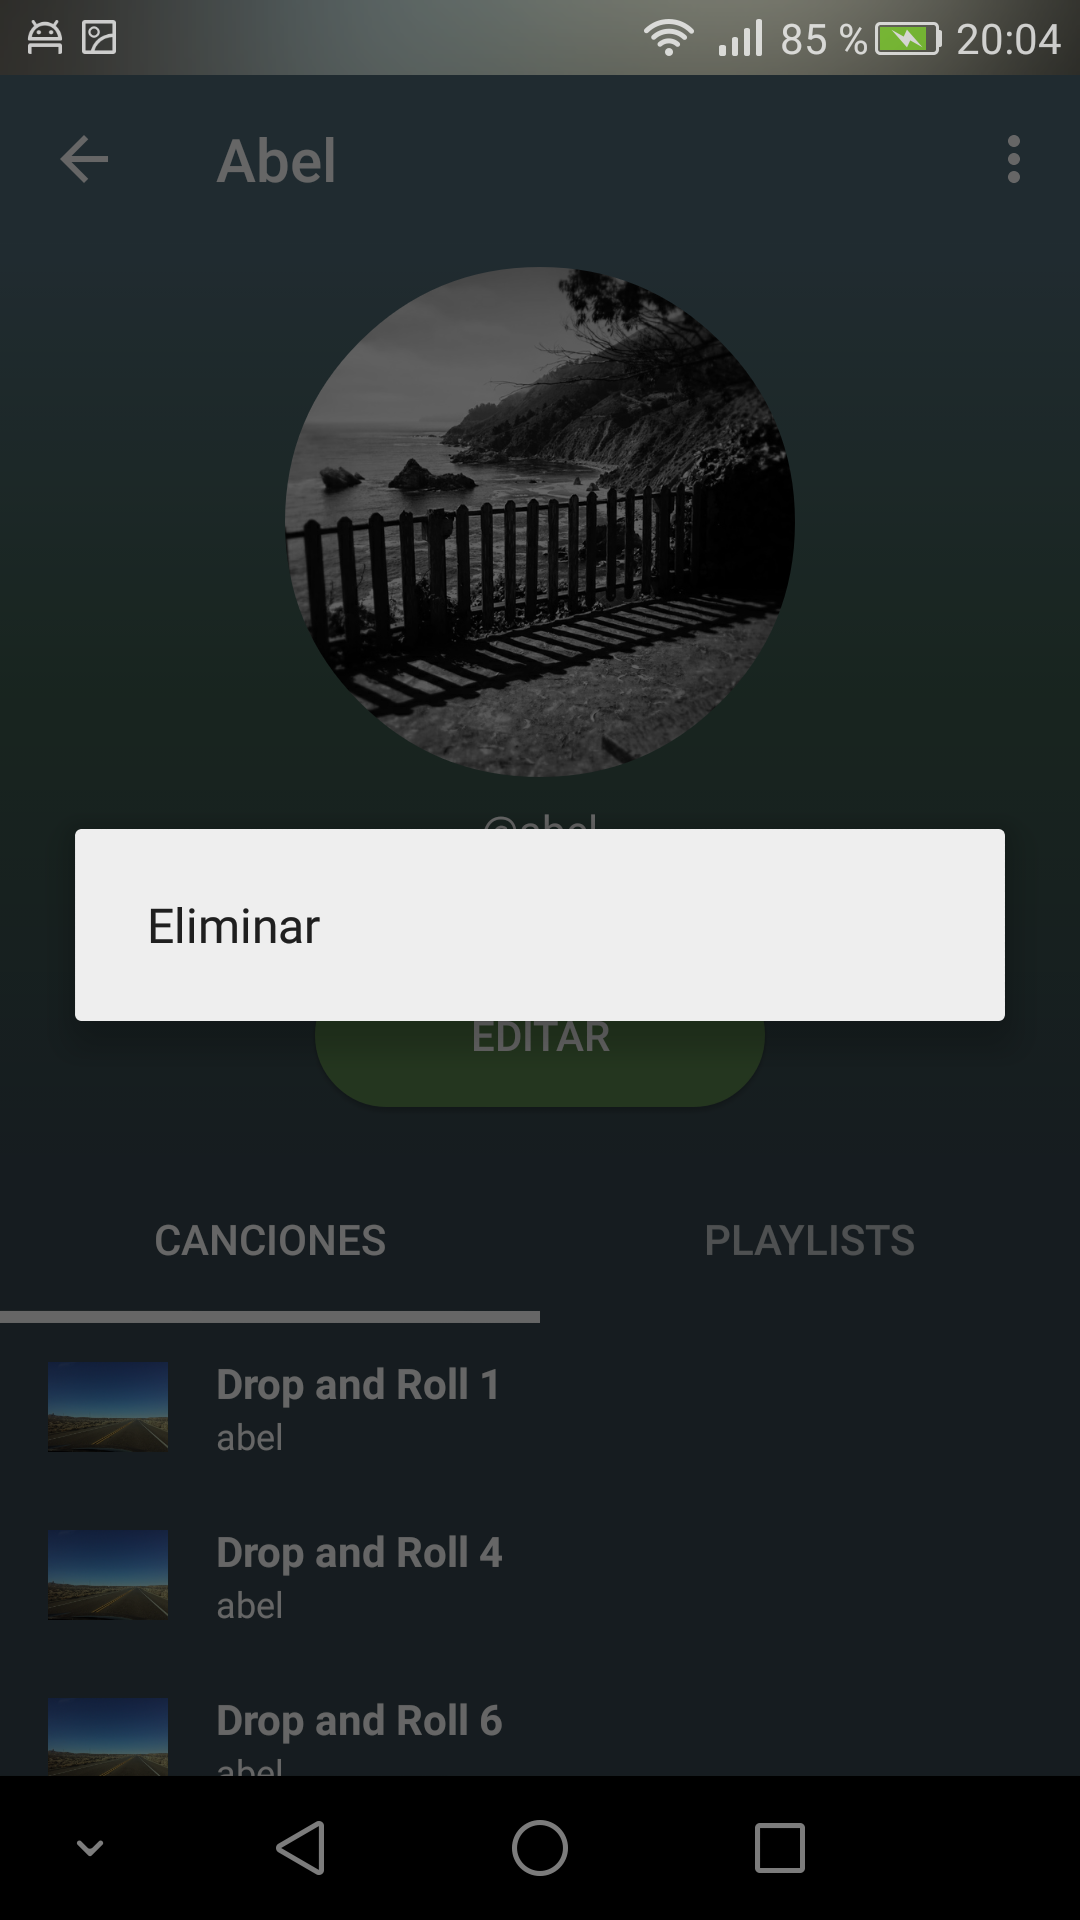 85 % 20:04
Abel
@abel
Eliminar
EDITAR
CANCIONES PLAYLISTS
Drop and Roll 1
abel
Drop and Roll 4
abel
Drop and Roll 6
abel